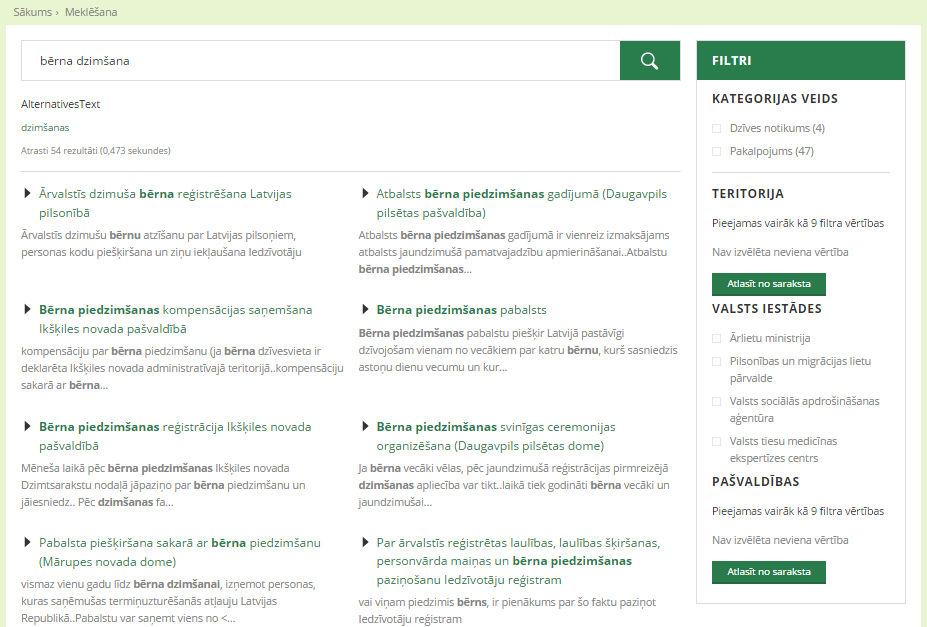 Sākums › Meklēšana
bērna dzimšana
AlternativesText
dzimšanas
Atrasti 54 rezultāti (0,473 sekundes)
Ārvalstīs dzimuša bērna reģistrēšana Latvijas
pilsonībā
Ārvalstīs dzimušu bērnu atzīšanu par Latvijas pilsoņiem,
personas kodu piešķiršana un ziņu iekļaušana Iedzīvotāju
Atbalsts bērna piedzimšanas gadījumā (Daugavpils
pilsētas pašvaldība)
Atbalsts bērna piedzimšanas gadījumā ir vienreiz izmaksājams
atbalsts jaundzimušā pamatvajadzību apmierināšanai..Atbalstu
bērna piedzimšanas...
Bērna piedzimšanas kompensācijas saņemšana
Ikšķiles novada pašvaldībā
kompensāciju par bērna piedzimšanu (ja bērna dzīvesvieta ir
deklarēta Ikšķiles novada administratīvajā teritorijā..kompensāciju
sakarā ar bērna...
Bērna piedzimšanas pabalsts
Bērna piedzimšanas pabalstu piešķir Latvijā pastāvīgi
dzīvojošam vienam no vecākiem par katru bērnu, kurš sasniedzis
astoņu dienu vecumu un kur...
Bērna piedzimšanas reģistrācija Ikšķiles novada
pašvaldībā
Mēneša laikā pēc bērna piedzimšanas Ikšķiles novada
Dzimtsarakstu nodaļā jāpaziņo par bērna piedzimšanu un
jāiesniedz.. Pēc dzimšanas fa...
Bērna piedzimšanas svinīgas ceremonijas
organizēšana (Daugavpils pilsētas dome)
Ja bērna vecāki vēlas, pēc jaundzimušā reģistrācijas pirmreizējā
dzimšanas apliecība var tikt..laikā tiek godināti bērna vecāki un
jaundzimušai...
Pabalsta piešķiršana sakarā ar bērna piedzimšanu
(Mārupes novada dome)
vismaz vienu gadu līdz bērna dzimšanai, izņemot personas,
kuras saņēmušas termiņuzturēšanās atļauju Latvijas
Republikā..Pabalstu var saņemt viens no <...
Par ārvalstīs reģistrētas laulības, laulības šķiršanas,
personvārda maiņas un bērna piedzimšanas
paziņošanu Iedzīvotāju reģistram
vai viņam piedzimis bērns, ir pienākums par šo faktu paziņot
Iedzīvotāju reģistram
FILTRI
KATEGORIJAS VEIDS
Dzīves notikums (4)
Pakalpojums (47)
TERITORIJA
Pieejamas vairāk kā 9 filtra vērtības
Nav izvēlēta neviena vērtība
Atlasīt no saraksta
VALSTS IESTĀDES
Ārlietu ministrija
Pilsonības un migrācijas lietu
pārvalde
Valsts sociālās apdrošināšanas
aģentūra
Valsts tiesu medicīnas
ekspertīzes centrs
PAŠVALDĪBAS
Pieejamas vairāk kā 9 filtra vērtības
Nav izvēlēta neviena vērtība
Atlasīt no saraksta